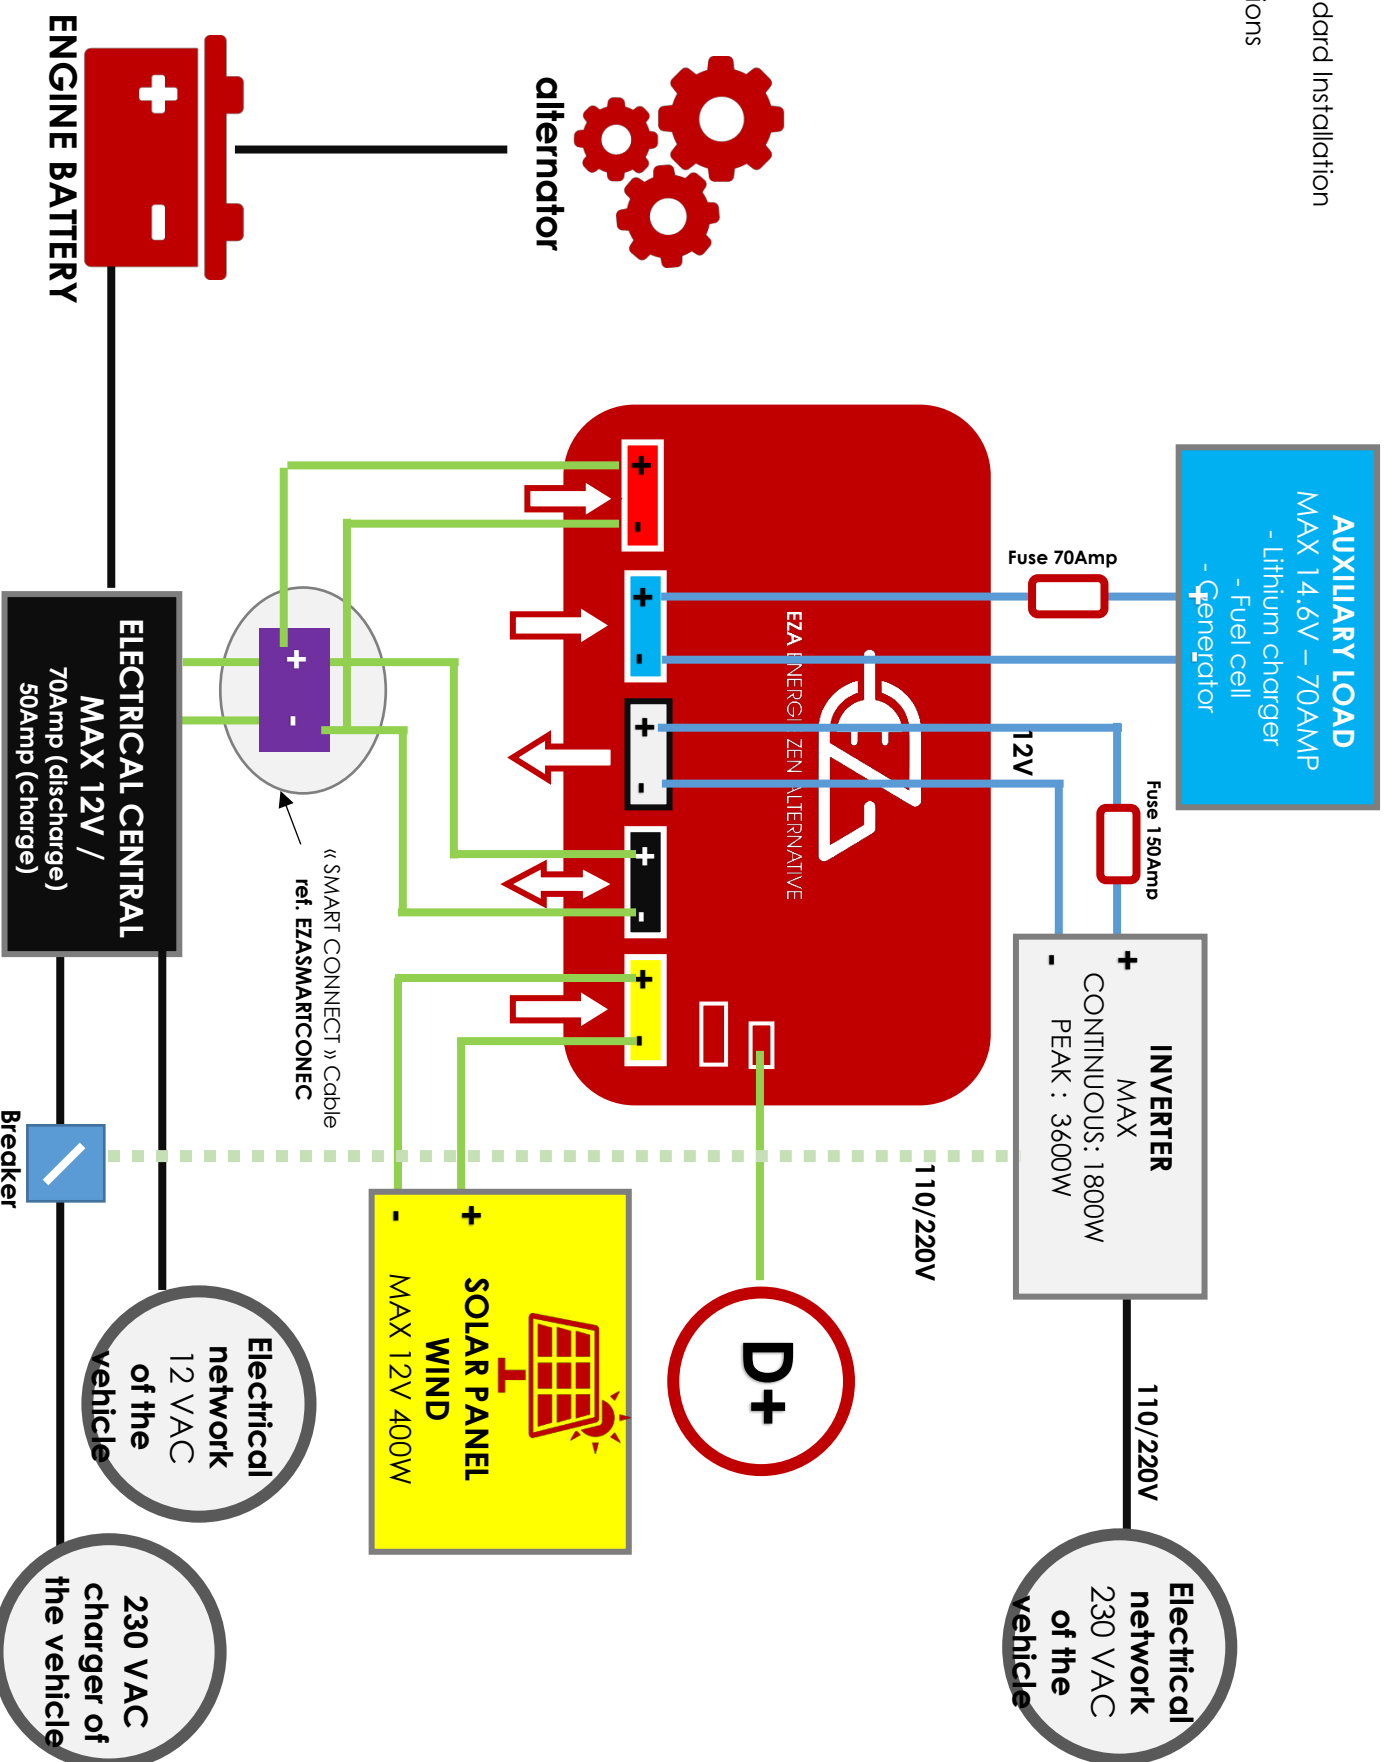 dard Installation
ions
AUXILIARY LOAD
MAX 14.6V – 70AMP
- Lithium charger
- Fuel cell
- Generator
+
-
Fuse 70Amp
12V
Fuse 150Amp
+
-
INVERTER
MAX
CONTINUOUS: 1800W
PEAK : 3600W
110/220V
Electrical
network
230 VAC
of the
vehicle
alternator
ENGINE BATTERY
EZA ENERGI ZEN ALTERNATIVE
+ -
+ -
+ -
+ -
+ -
110/220V
D+
+
-
SOLAR PANEL
WIND
MAX 12V 400W
+ -
« SMART CONNECT » Cable
ref. EZASMARTCONEC
ELECTRICAL CENTRAL
MAX 12V /
70Amp (discharge)
50Amp (charge)
Breaker
Electrical
network
12 VAC
of the
vehicle
230 VAC
charger of
the vehicle